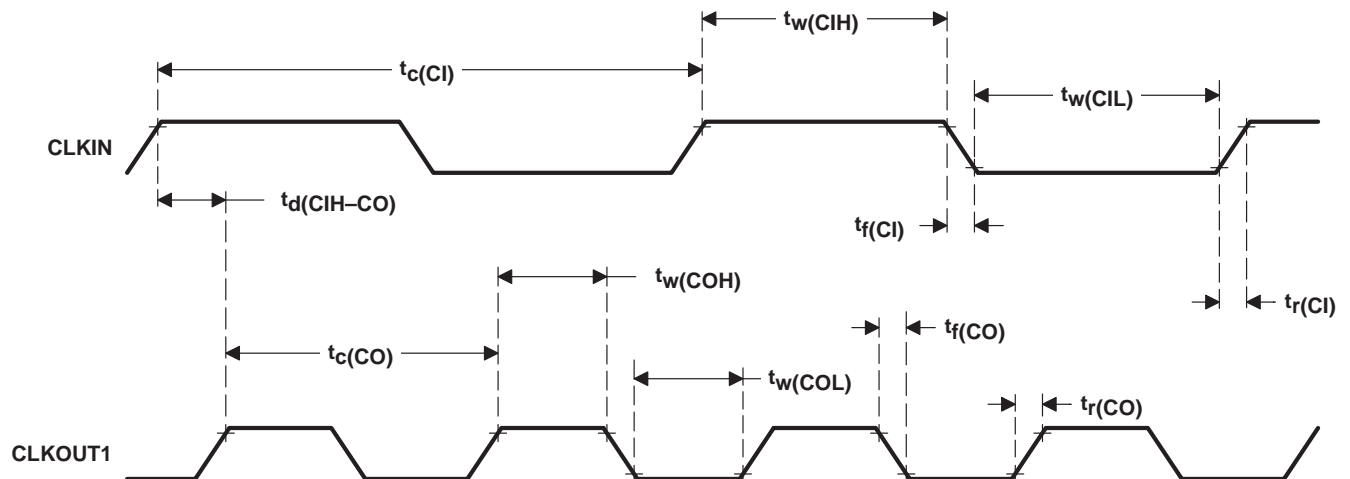 tw(CIH)
tc(CI)
tw(CIL)
CLKIN
td(CIH–CO)
tf(CI)
tw(COH)
tr(CI)
tf(CO)
tc(CO)
tw(COL)
tr(CO)
CLKOUT1